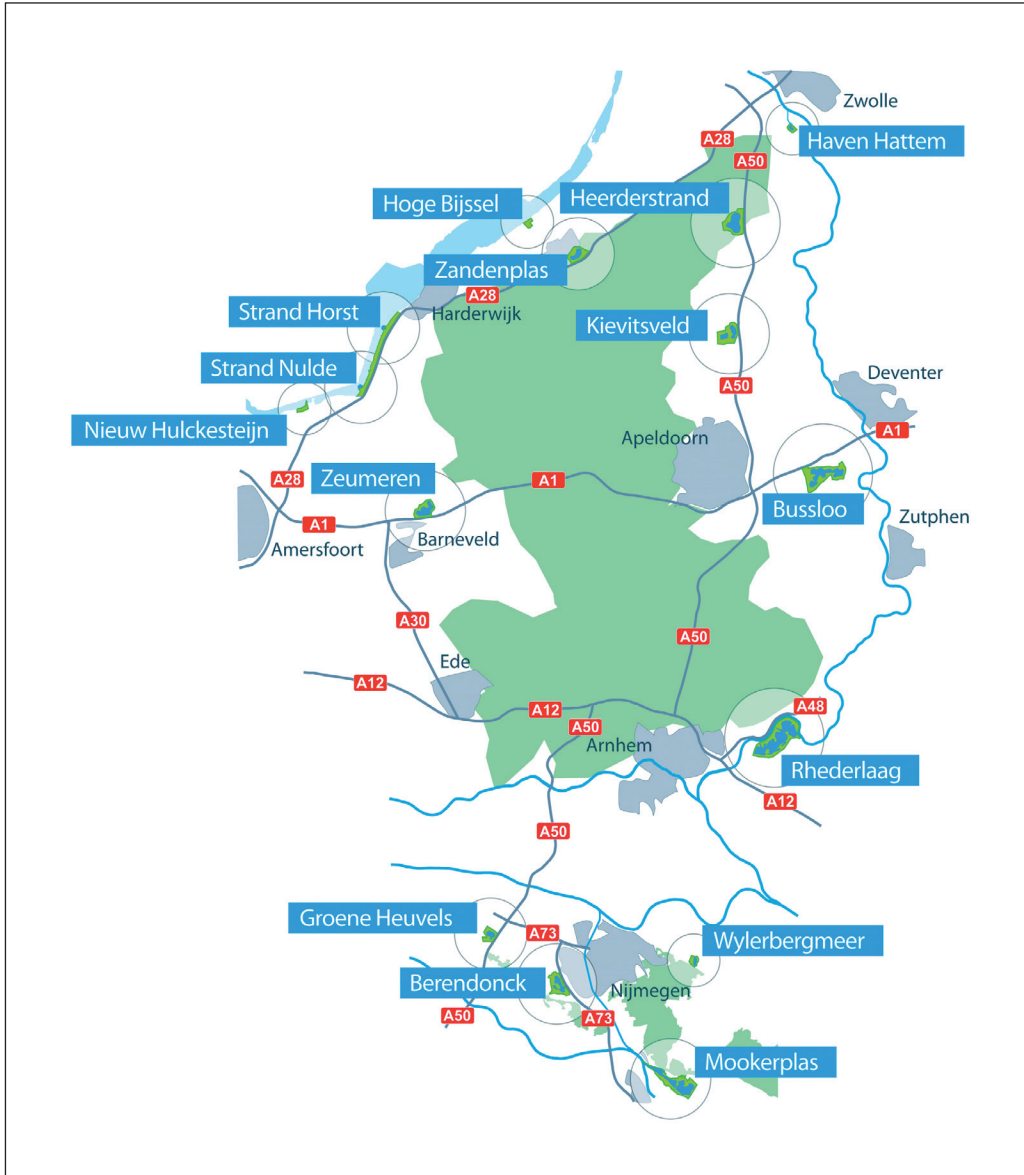 Zwolle
Haven Hattem
A28
A50
Hoge Bijssel
Heerderstrand
Zandenplas
A28
Harderwijk
Strand Horst
Kievitsveld
Strand Nulde
Deventer
A50
Nieuw Hulckesteijn
Apeldoorn
A1
A28
Zeumeren
A1
Bussloo
A1
Zutphen
Amersfoort
Barneveld
A30
A50
Ede
A12
A12
A48
A50
Arnhem
Rhederlaag
A12
A50
Groene Heuvels
A73
Wylerbergmeer
Berendonck
Nijmegen
A50
A73
Mookerplas